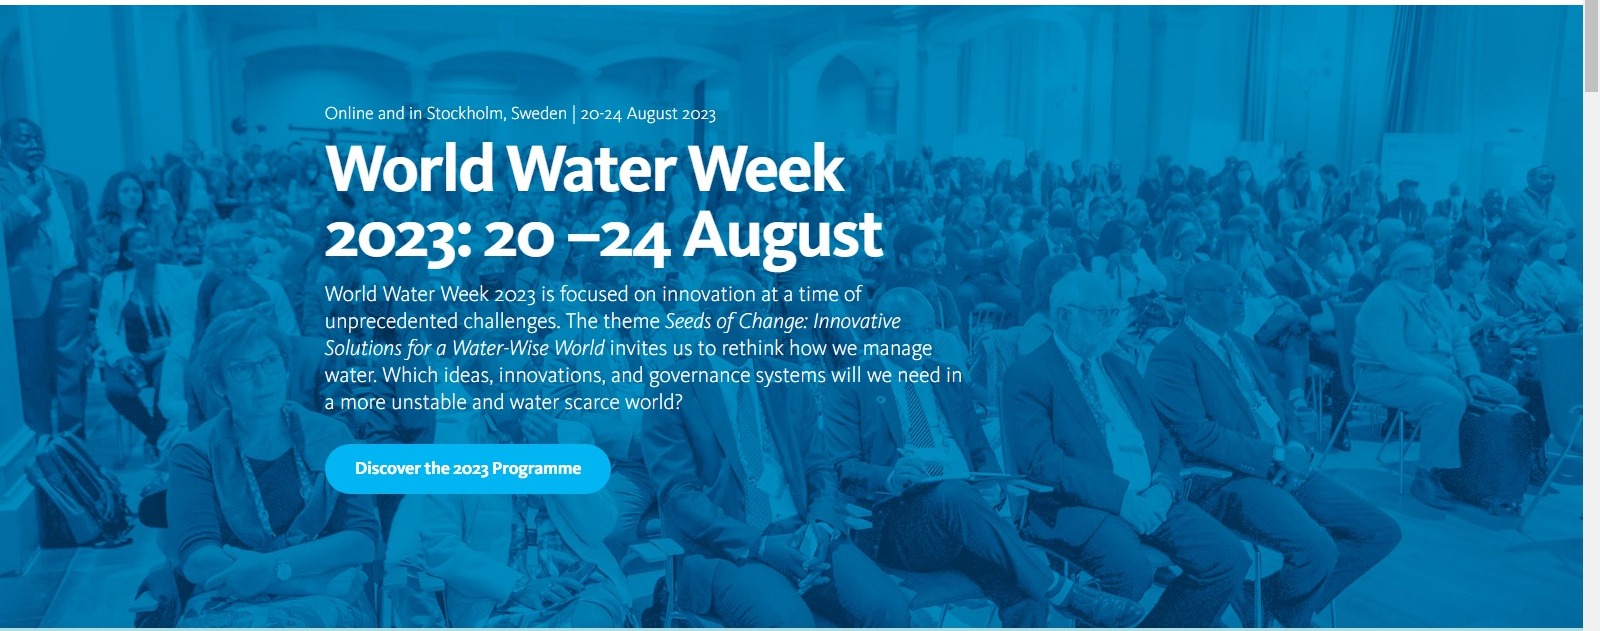 Online and in Stockholm, Sweden | 20-24 August 2023
World Water Week
2023: 20 –24 August
World Water Week 2023 is focused on innovation at a time of
unprecedented challenges. The theme Seeds of Change: Innovative
Solutions for a Water-Wise World invites us to rethink how we manage
water. Which ideas, innovations, and governance systems will we need in
a more unstable and water scarce world?
Discover the 2023 Programme